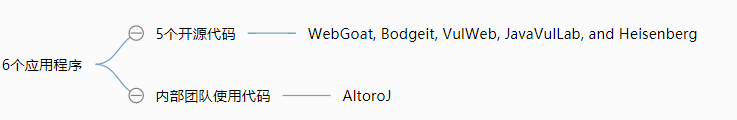 6个应用程序
5个开源代码
WebGoat, Bodgeit, VulWeb, JavaVulLab, and Heisenberg
内部团队使用代码
AltoroJ